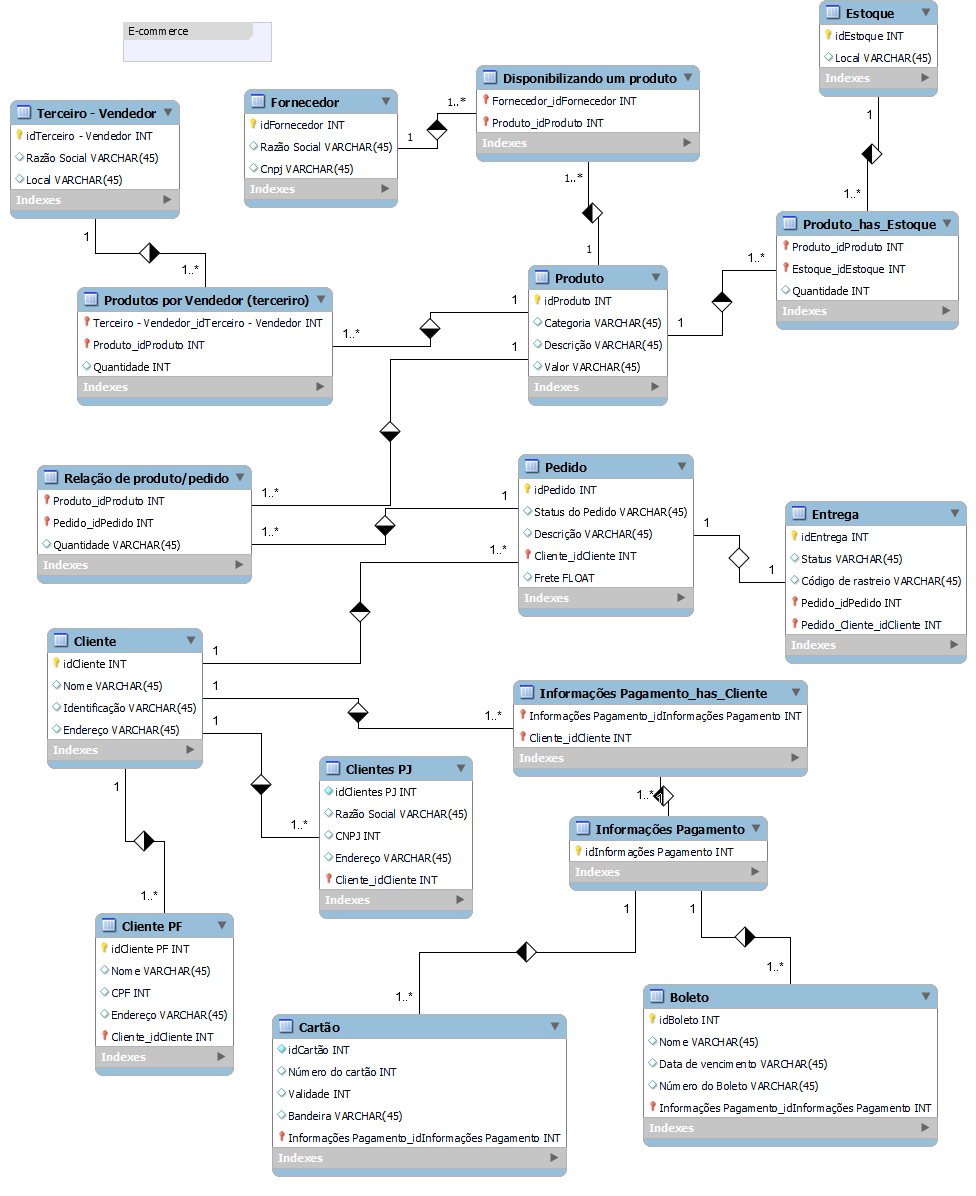 E-commerce
Estoque
idEstoque INT
Local VARCHAR(45)
Indexes
1
1..*
Disponibilizando um produto
Fornecedor_idFornecedor INT
Produto_idProduto INT
Indexes
1..*
1
Fornecedor
idFornecedor INT
Razão Social VARCHAR(45)
Cnpj VARCHAR(45)
Indexes
1
1..*
Terceiro - Vendedor
idTerceiro - Vendedor INT
Razão Social VARCHAR(45)
Local VARCHAR(45)
Indexes
1
1..*
Produto_has_Estoque
Produto_idProduto INT
Estoque_idEstoque INT
Quantidade INT
Indexes
1..*
1
Produto
idProduto INT
Categoria VARCHAR(45)
Descrição VARCHAR(45)
Valor VARCHAR(45)
Indexes
1
1
Produtos por Vendedor (tercerirro)
Terceiro - Vendedor_idTerceiro - Vendedor INT
Produto_idProduto INT
Quantidade INT
Indexes
1..*
Relação de produto/pedido
Produto_idProduto INT
Pedido_idPedido INT
Quantidade VARCHAR(45)
Indexes
1..*
1..*
Pedido
idPedido INT
Status do Pedido VARCHAR(45)
Descrição VARCHAR(45)
Cliente_idCliente INT
Frete FLOAT
Indexes
1
1..*
1
1
Entrega
idEntrega INT
Status VARCHAR(45)
Código de rastreio VARCHAR(45)
Pedido_idPedido INT
Pedido_Cliente_idCliente INT
Indexes
Cliente
idCliente INT
Nome VARCHAR(45)
Identificação VARCHAR(45)
Endereço VARCHAR(45)
Indexes
1
1
1
1
Informações Pagamento_has_Cliente
Informações Pagamento_idInformações Pagamento INT
Cliente_idCliente INT
Indexes
1..*
1..*
Clientes PJ
idClientes PJ INT
Razão Social VARCHAR(45)
CNPJ INT
Endereço VARCHAR(45)
Cliente_idCliente INT
Indexes
1..*
Informações Pagamento
idInformações Pagamento INT
Indexes
1
1
Cliente PF
idCliente PF INT
Nome VARCHAR(45)
CPF INT
Endereço VARCHAR(45)
Cliente_idCliente INT
Indexes
1..*
Cartão
idCartão INT
Número do cartão INT
Validade INT
Bandeira VARCHAR(45)
Informações Pagamento_idInformações Pagamento INT
Indexes
1..*
Boleto
idBoleto INT
Nome VARCHAR(45)
Data de vencimento VARCHAR(45)
Número do Boleto VARCHAR(45)
Informações Pagamento_idInformações Pagamento INT
Indexes
1..*